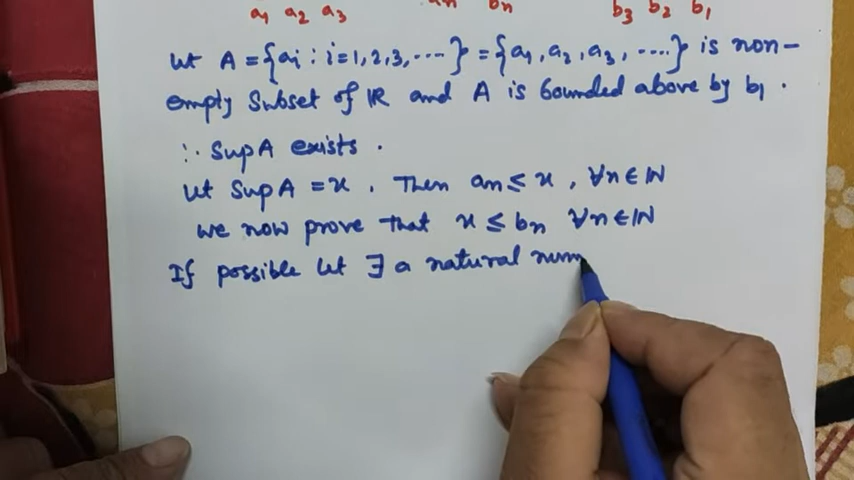 a₁ a₂ a₃ an bn b₃ b₂ b₁
Let A = {ai : i=1,2,3,----} = {a₁, a₂, a₃, ----} is non-
empty Subset of ℝ and A is bounded above by b₁ .
∴ Sup A exists .
Let Sup A = x . Then an ≤ x , ∀n∈ℕ
We now prove that x ≤ bn ∀n∈ℕ
If possible let ∃ a natural num